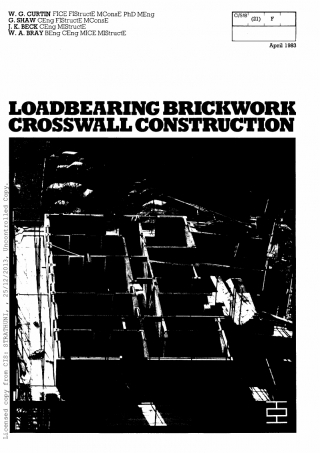 W. G. CURTIN FICE FIStructE MConsE PhD MEng
G. SHAW CEng FIStructE MConsE
J. K. BECK CEng MIStructE
W. A. BRAY BEng CEng MICE MIStructE
CI/SfB
(21) F
April 1983
LOADBEARING BRICKWORK
CROSSWALL CONSTRUCTION
Licensed copy from CIS: STRATHUNI, , 25/12/2013, Uncontrolled Copy.